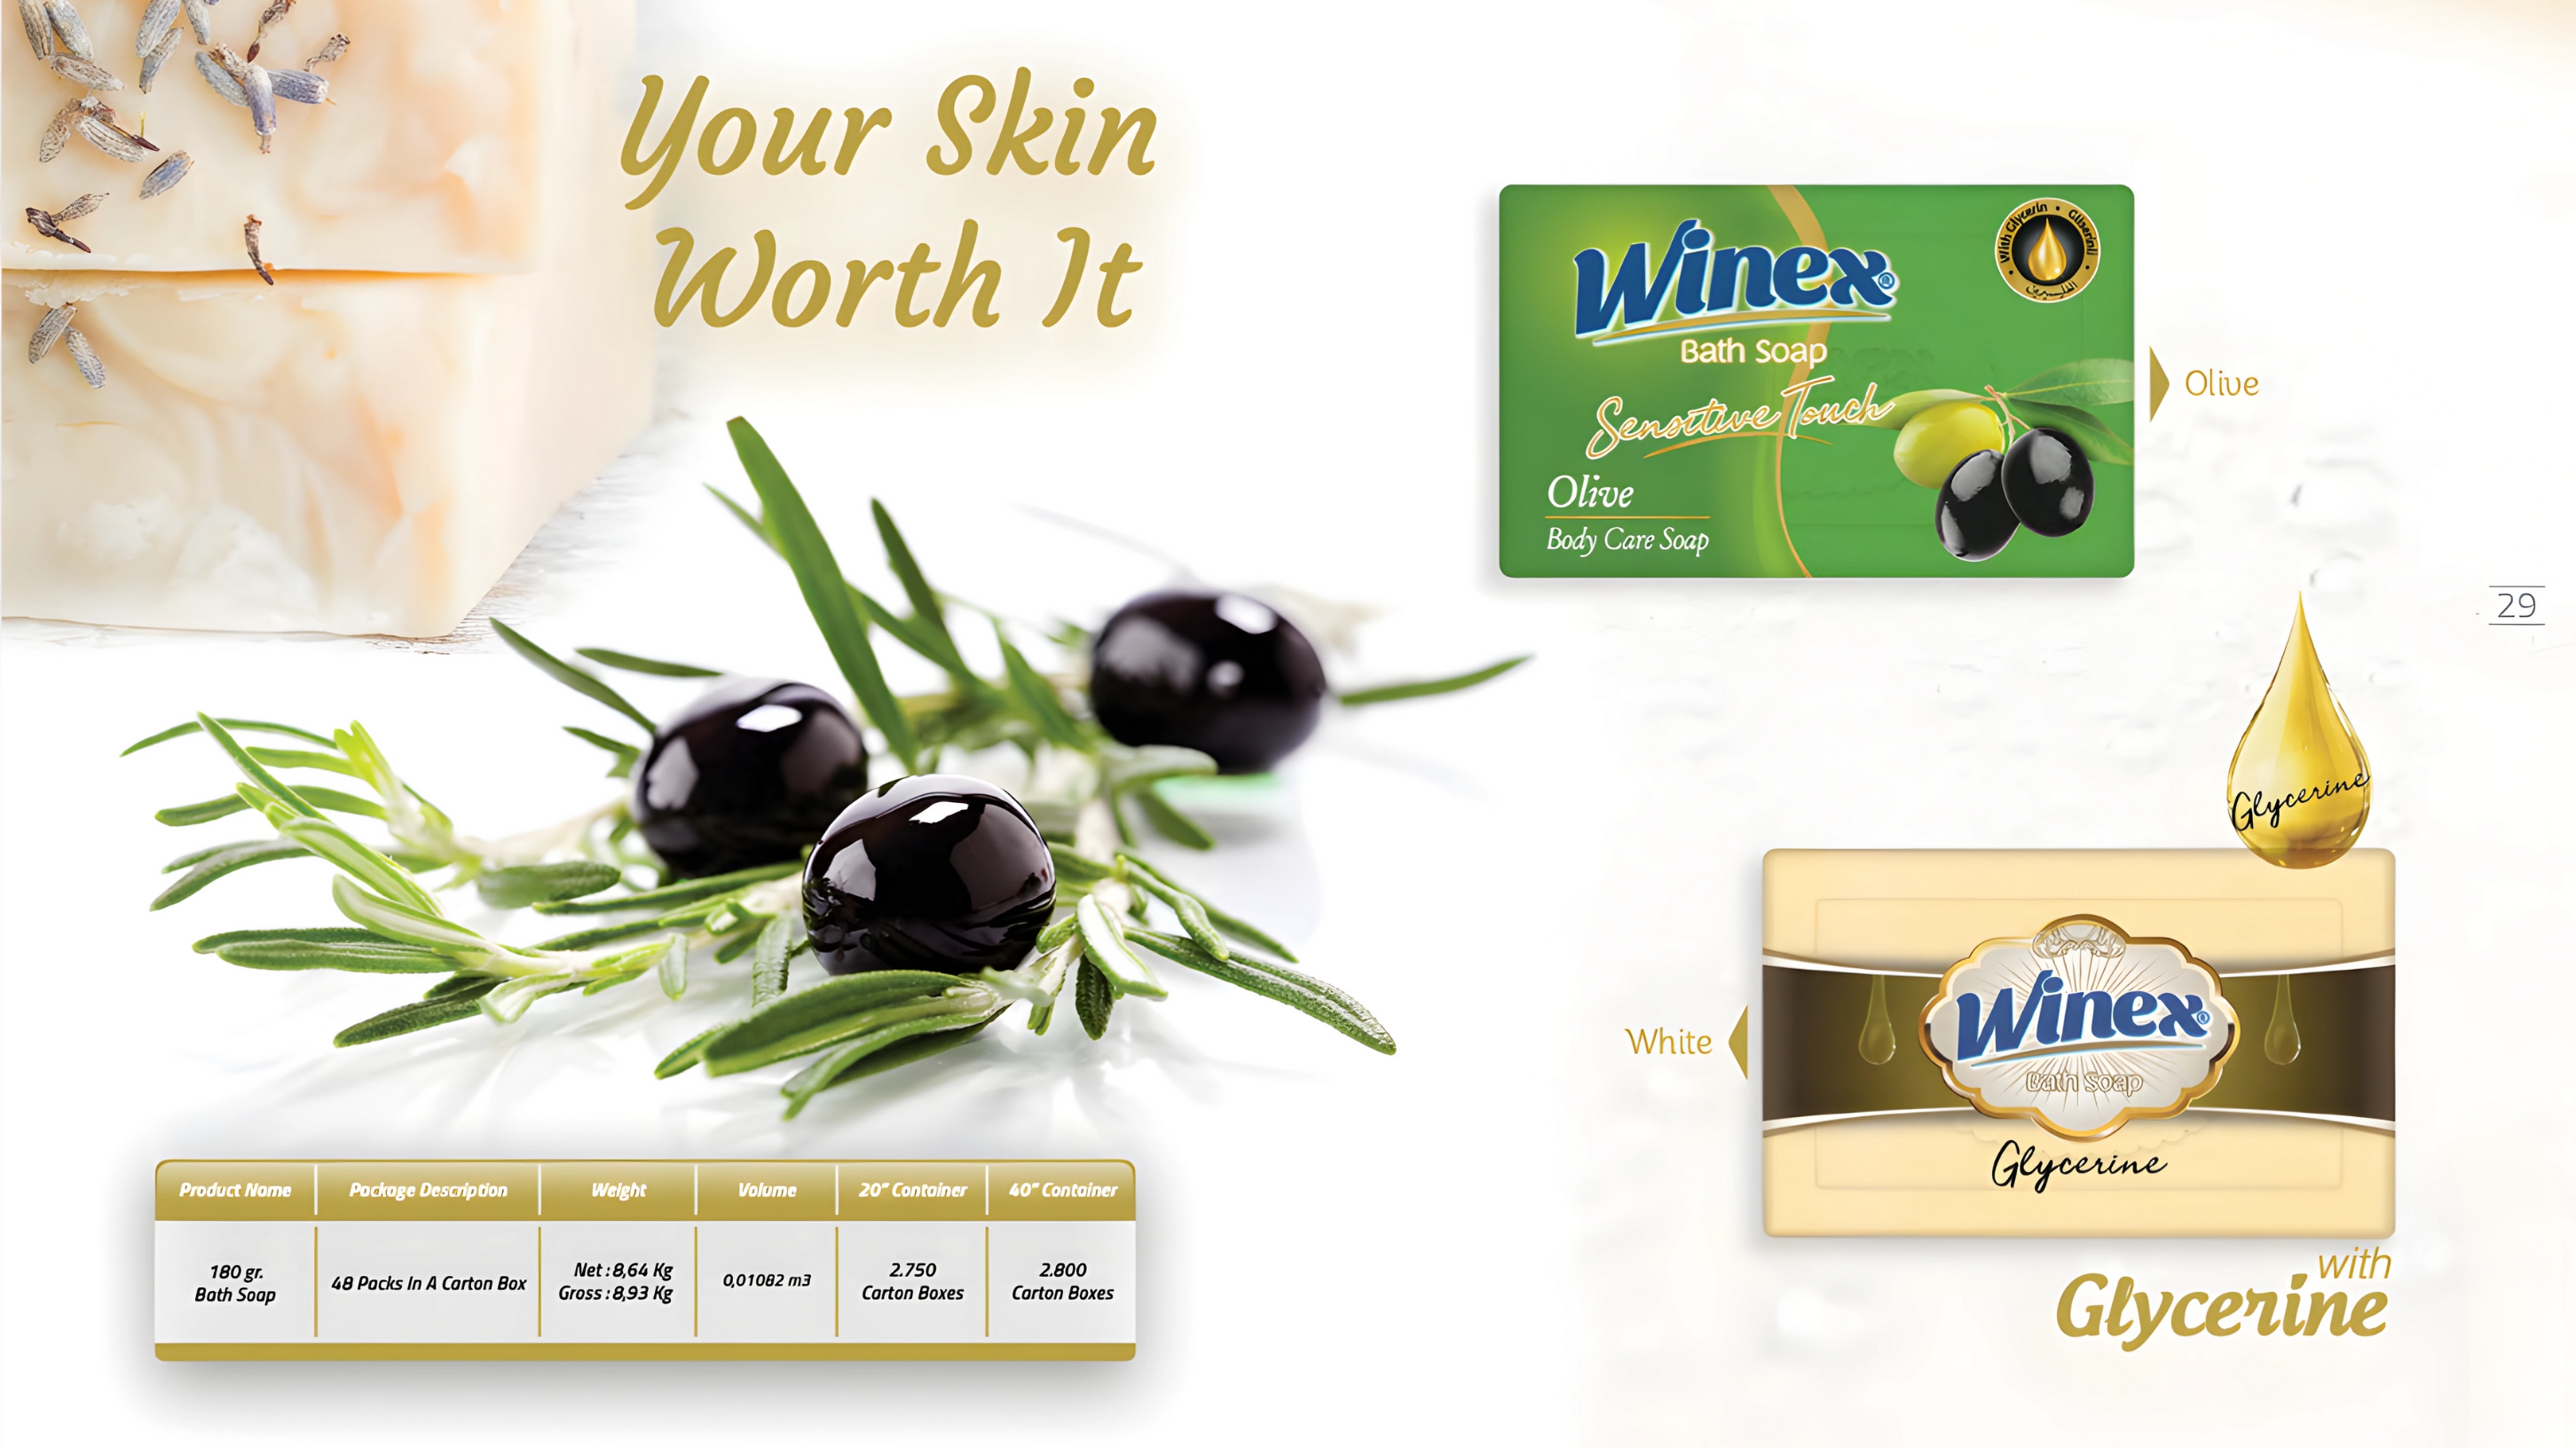 Your Skin
Worth It
Winex®
Bath Soap
Sensitive Touch
Olive
Body Care Soap
With Glycerin • Gliserinli •
Olive
29
Glycerine
White
Winex®
Bath Soap
Glycerine
with
Glycerine
Product Name Package Description Weight Volume 20" Container 40" Container
180 gr.
Bath Soap
48 Packs In A Carton Box
Net : 8,64 Kg
Gross : 8,93 Kg
0,01082 m3
2.750
Carton Boxes
2.800
Carton Boxes